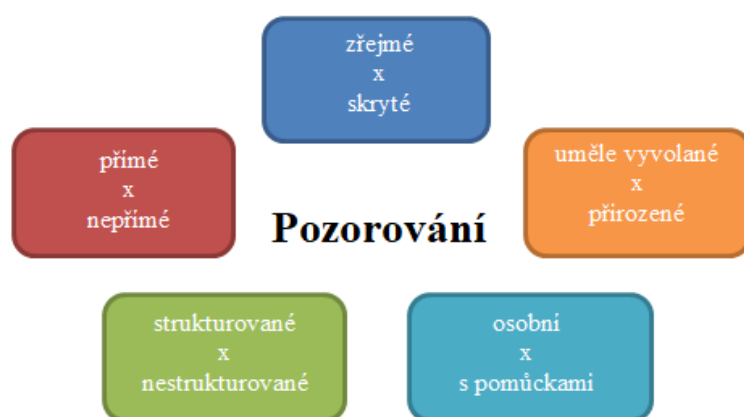 zřejmé
x
skryté
přímé
x
nepřímé
uměle vyvolané
x
přirozené
Pozorování
strukturované
x
nestrukturované
osobní
x
s pomůckami